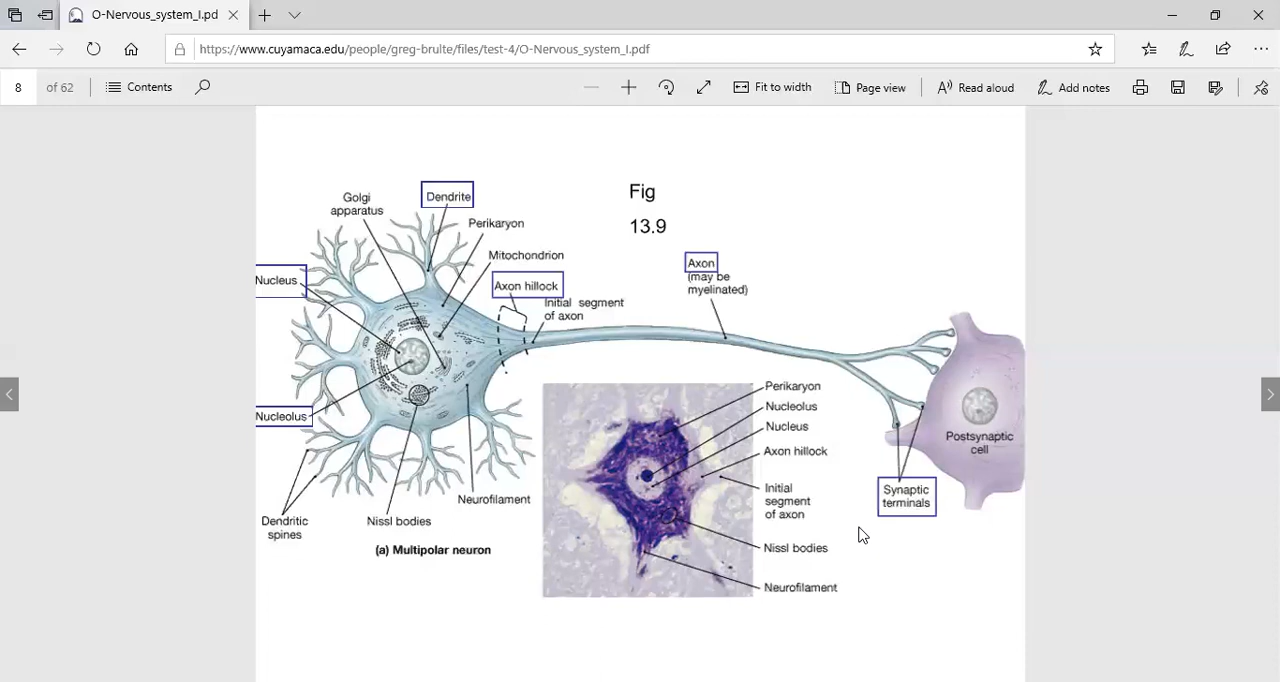 O-Nervous_system_I.pd
https://www.cuyamaca.edu/people/greg-brulte/files/test-4/O-Nervous_system_I.pdf
8 of 62 Contents Fit to width Page view Read aloud Add notes
Fig
13.9
Golgi
apparatus
Dendrite
Perikaryon
Mitochondrion
Nucleus
Axon hillock
Initial segment
of axon
Axon
(may be
myelinated)
Nucleolus
Dendritic
spines
Nissl bodies
Neurofilament
(a) Multipolar neuron
Perikaryon
Nucleolus
Nucleus
Axon hillock
Initial
segment
of axon
Nissl bodies
Neurofilament
Postsynaptic
cell
Synaptic
terminals